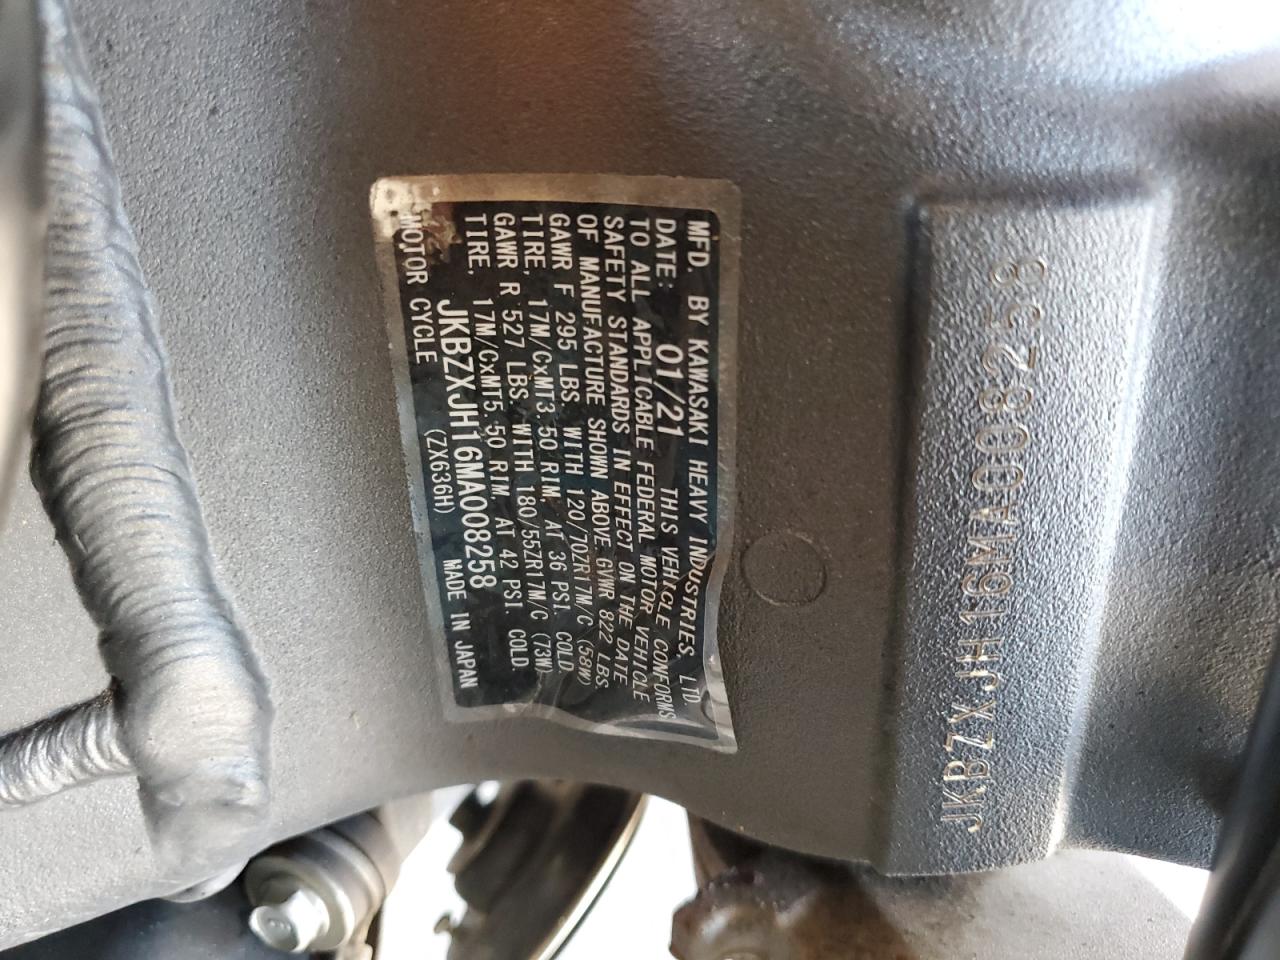 MFD. BY KAWASAKI HEAVY INDUSTRIES, LTD.
DATE: 01/21 THIS VEHICLE CONFORMS
TO ALL APPLICABLE FEDERAL MOTOR VEHICLE
SAFETY STANDARDS IN EFFECT ON THE DATE
OF MANUFACTURE SHOWN ABOVE. GVWR 822 LBS.
GAWR F 295 LBS. WITH 120/70ZR17M/C (58W)
TIRE, 17M/CxMT3.50 RIM, AT 36 PSI. COLD
GAWR R 527 LBS. WITH 180/55ZR17M/C (73W)
TIRE, 17M/CxMT5.50 RIM, AT 42 PSI. COLD
JKBZXJH16MA008258
MOTOR CYCLE (ZX636H) MADE IN JAPAN
JKBZXJH16MA008258